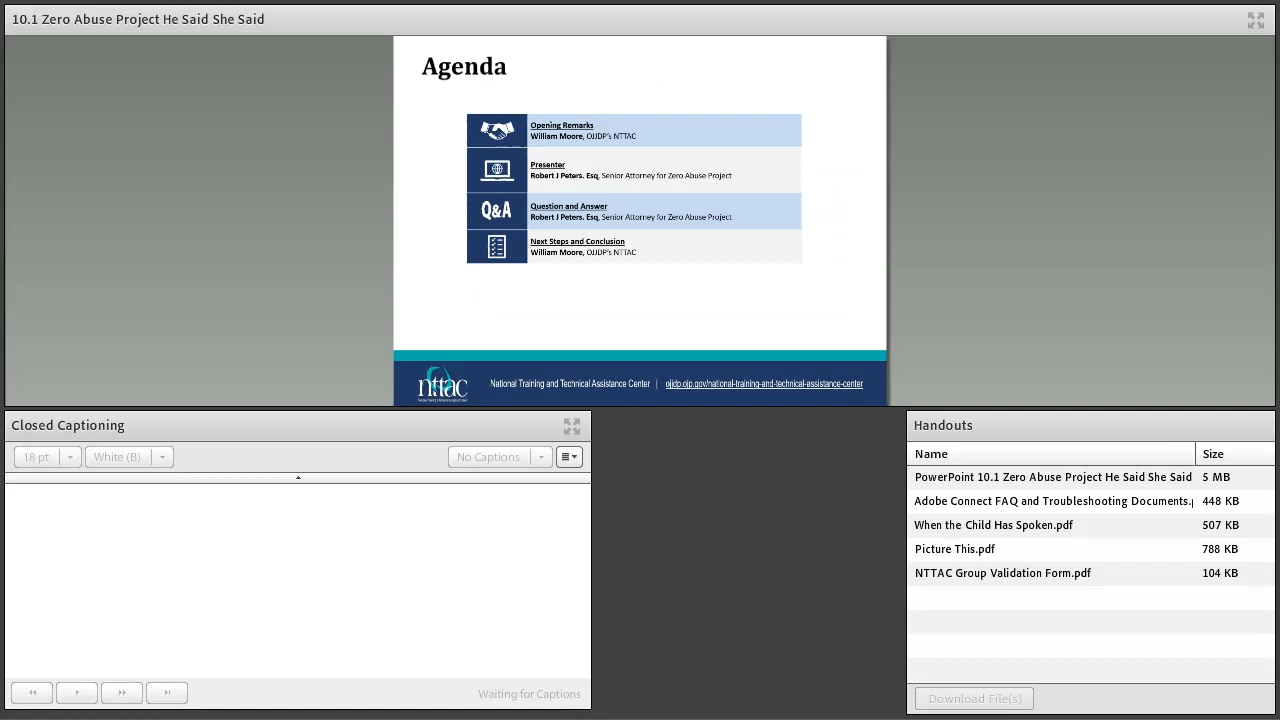 10.1 Zero Abuse Project He Said She Said
Agenda
Opening Remarks
William Moore, OJJDP's NTTAC
Presenter
Robert J Peters. Esq, Senior Attorney for Zero Abuse Project
Q&A
Question and Answer
Robert J Peters. Esq, Senior Attorney for Zero Abuse Project
Next Steps and Conclusion
William Moore, OJJDP's NTTAC
nttac
National Training and Technical Assistance Center | ojjdp.ojp.gov/national-training-and-technical-assistance-center
Closed Captioning
18 pt White (B) No Captions
Waiting for Captions
Handouts
Name Size
PowerPoint 10.1 Zero Abuse Project He Said She Said 5 MB
Adobe Connect FAQ and Troubleshooting Documents.p 448 KB
When the Child Has Spoken.pdf 507 KB
Picture This.pdf 788 KB
NTTAC Group Validation Form.pdf 104 KB
Download File(s)